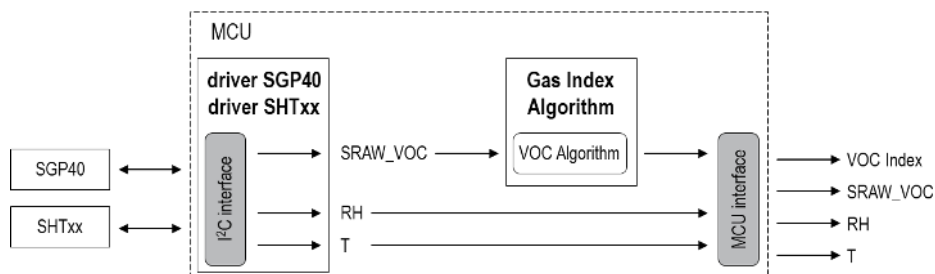 MCU
driver SGP40
driver SHTxx
Gas Index
Algorithm
SGP40
SHTxx
I²C interface
SRAW_VOC
VOC Algorithm
RH
T
MCU interface
VOC Index
SRAW_VOC
RH
T